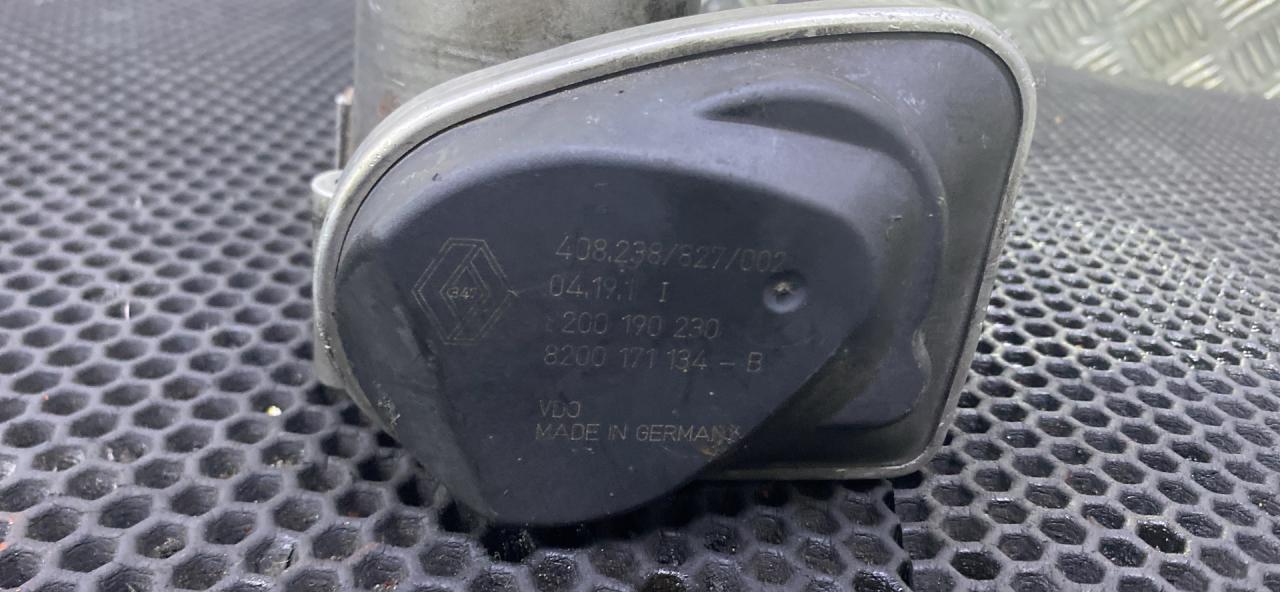 408.238/827/002
04.19.1 I
200 190 230
8200 171 134 - B
VDO
MADE IN GERMANY